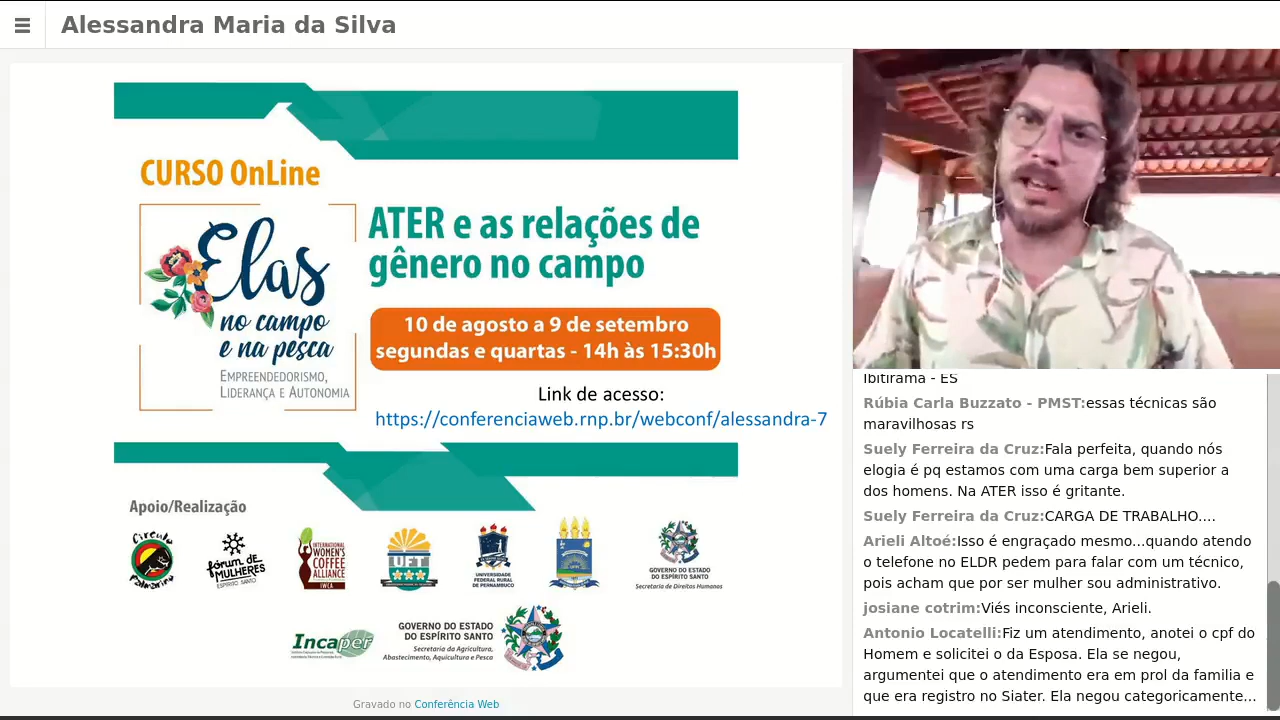 Alessandra Maria da Silva
CURSO OnLine
Elas
no campo
e na pesca
EMPREENDEDORISMO,
LIDERANÇA E AUTONOMIA
ATER e as relações de
gênero no campo
10 de agosto a 9 de setembro
segundas e quartas - 14h às 15:30h
Link de acesso:
https://conferenciaweb.rnp.br/webconf/alessandra-7
Apoio/Realização
Círculo
Palmarino
fórum de
MULHERES
ESPÍRITO SANTO
INTERNATIONAL
WOMEN'S
COFFEE
ALLIANCE
IWCA
UFT
UNIVERSIDADE
FEDERAL RURAL
DE PERNAMBUCO
GOVERNO DO ESTADO
DO ESPÍRITO SANTO
Secretaria de Direitos Humanos
Incaper
GOVERNO DO ESTADO
DO ESPÍRITO SANTO
Secretaria da Agricultura,
Abastecimento, Aquicultura e Pesca
Gravado no Conferência Web
Ibitirama - ES
Rúbia Carla Buzzato - PMST:essas técnicas são
maravilhosas rs
Suely Ferreira da Cruz:Fala perfeita, quando nós
elogia é pq estamos com uma carga bem superior a
dos homens. Na ATER isso é gritante.
Suely Ferreira da Cruz:CARGA DE TRABALHO....
Arieli Altoé:Isso é engraçado mesmo...quando atendo
o telefone no ELDR pedem para falar com um técnico,
pois acham que por ser mulher sou administrativo.
josiane cotrim:Viés inconsciente, Arieli.
Antonio Locatelli:Fiz um atendimento, anotei o cpf do
Homem e solicitei o da Esposa. Ela se negou,
argumentei que o atendimento era em prol da familia e
que era registro no Siater. Ela negou categoricamente...